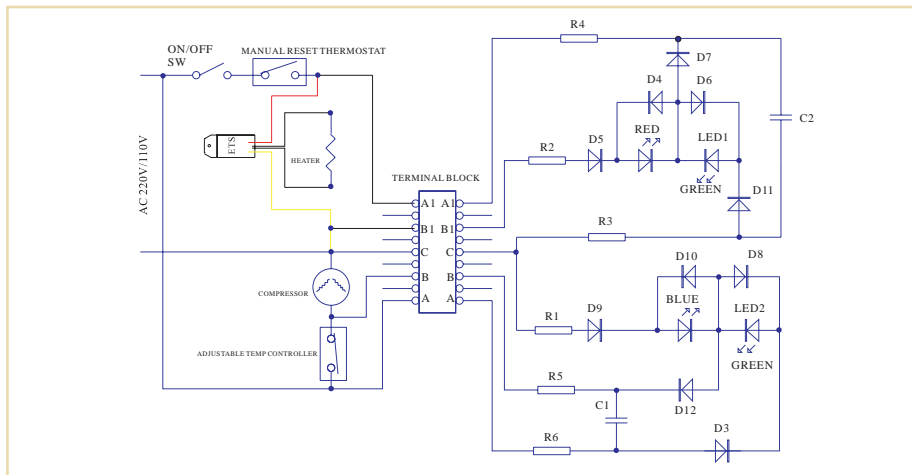 ON/OFF
SW
MANUAL RESET THERMOSTAT
R4
D7
D4
D6
C2
AC 220V/110V
ETS
HEATER
RED
LED1
D5
R2
GREEN
D11
TERMINAL BLOCK
A1
A1
B1
B1
R3
C
C
B
B
A
A
D10
D8
COMPRESSOR
BLUE
LED2
R1
D9
GREEN
ADJUSTABLE TEMP CONTROLLER
R5
C1
D12
R6
D3